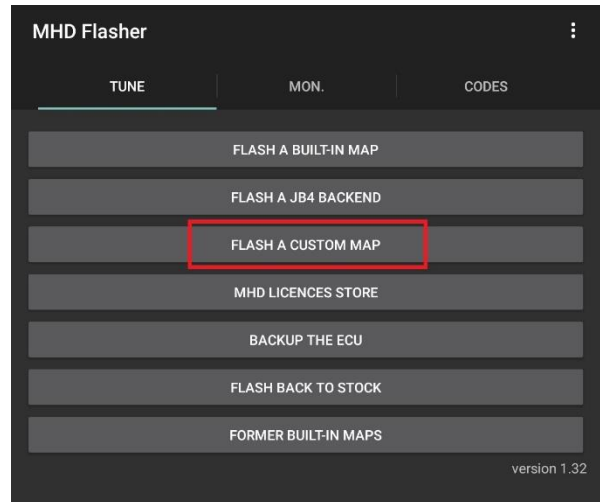 MHD Flasher
TUNE MON. CODES
FLASH A BUILT-IN MAP
FLASH A JB4 BACKEND
FLASH A CUSTOM MAP
MHD LICENCES STORE
BACKUP THE ECU
FLASH BACK TO STOCK
FORMER BUILT-IN MAPS
version 1.32